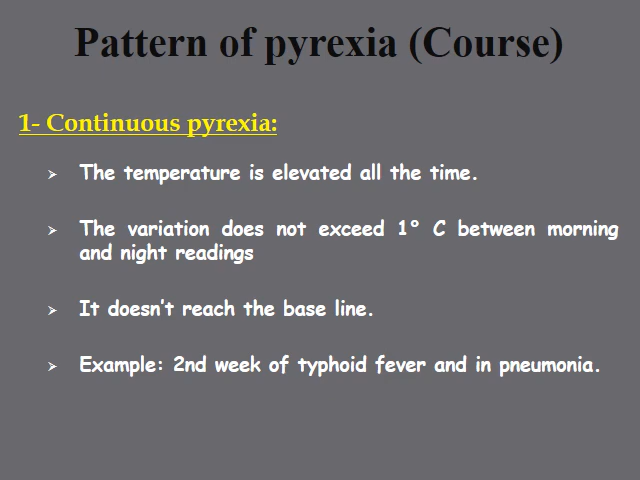 Pattern of pyrexia (Course)
1- Continuous pyrexia:
➢ The temperature is elevated all the time.
➢ The variation does not exceed 1° C between morning
and night readings
➢ It doesn't reach the base line.
➢ Example: 2nd week of typhoid fever and in pneumonia.